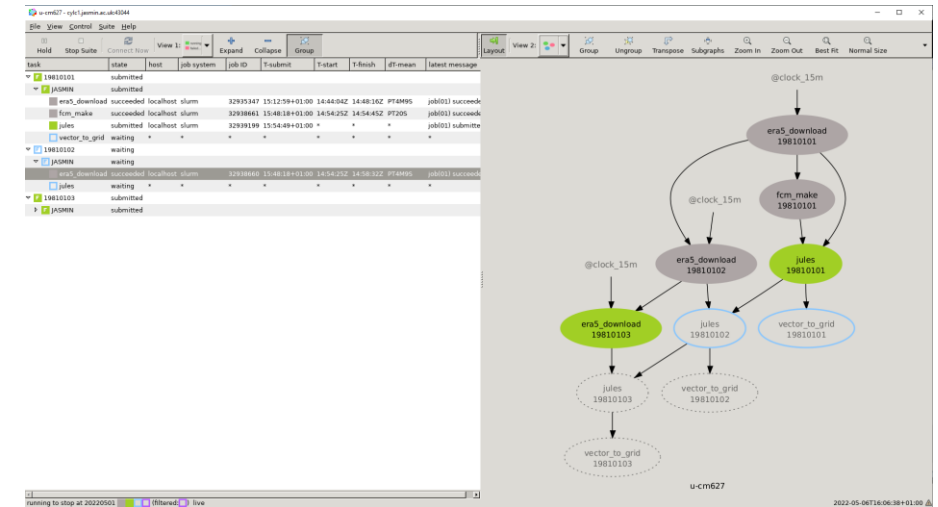 u-cm627 - cylc1.jasmin.ac.uk:43044
File View Control Suite Help
Hold Stop Suite Connect Now View 1: Expand Collapse Group
Layout View 2: Group Ungroup Transpose Subgraphs Zoom In Zoom Out Best Fit Normal Size
task state host job system job ID T-submit T-start T-finish dT-mean latest message
19810101 submitted
JASMIN submitted
era5_download succeeded localhost slurm 32935347 15:12:59+01:00 14:44:04Z 14:48:16Z PT4M9S job(01) succeede
fcm_make succeeded localhost slurm 32938661 15:48:18+01:00 14:54:25Z 14:54:45Z PT20S job(01) succeede
jules submitted localhost slurm 32939199 15:54:49+01:00 * * * job(01) submitte
vector_to_grid waiting * * * * * * * *
19810102 waiting
JASMIN waiting
era5_download succeeded localhost slurm 32938660 15:48:18+01:00 14:54:25Z 14:58:32Z PT4M9S job(01) succeede
jules waiting * * * * * * * *
19810103 submitted
JASMIN submitted
@clock_15m
era5_download
19810101
fcm_make
19810101
@clock_15m
era5_download
19810102
jules
19810101
@clock_15m
era5_download
19810103
jules
19810102
vector_to_grid
19810101
jules
19810103
vector_to_grid
19810102
vector_to_grid
19810103
u-cm627
running to stop at 20220501 (filtered: ) live
2022-05-06T16:06:38+01:00